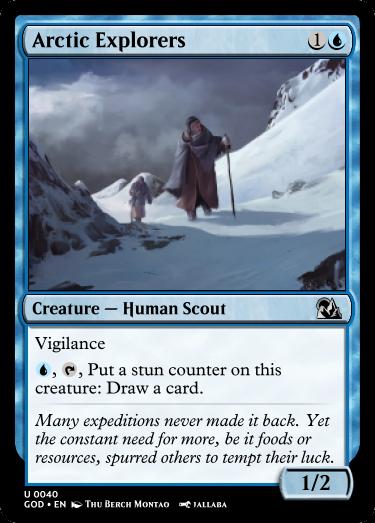 Arctic Explorers 1
Creature — Human Scout
Vigilance
, , Put a stun counter on this
creature: Draw a card.
Many expeditions never made it back. Yet
the constant need for more, be it foods or
resources, spurred others to tempt their luck.
1/2
U 0040
GOD • EN Thu Berch Montao JALLABA